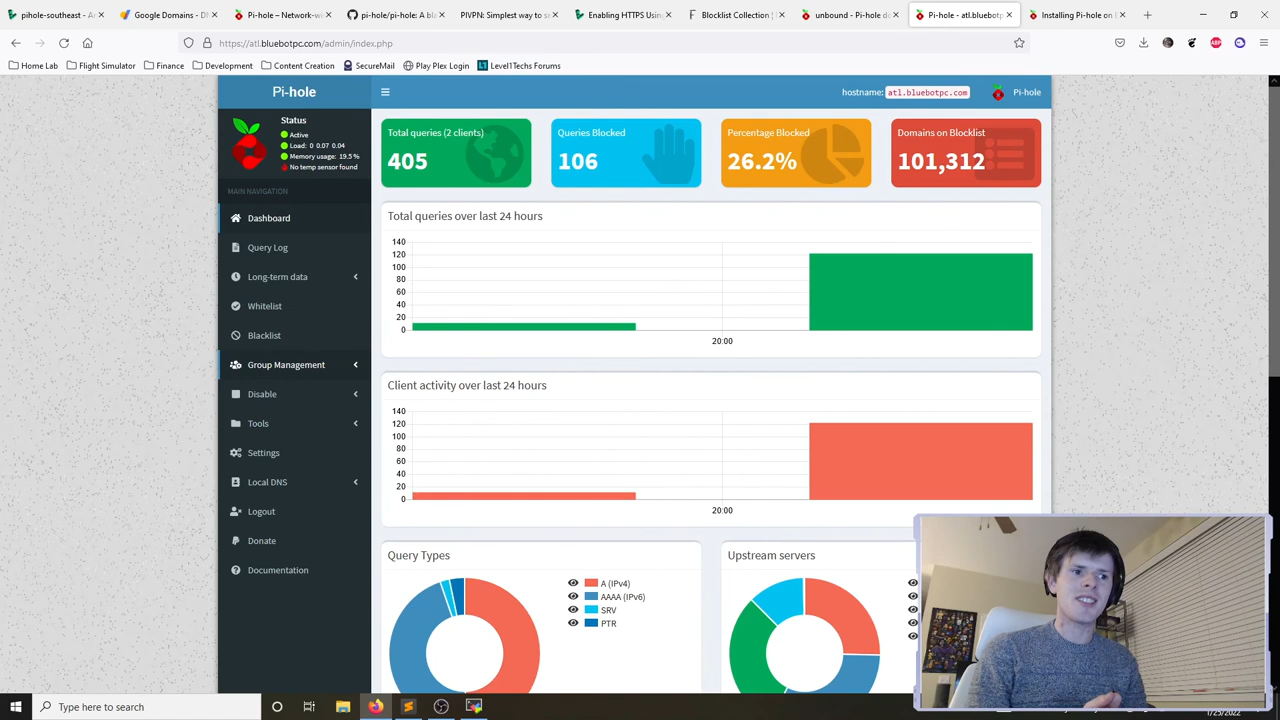 pihole-southeast - A
Google Domains - DN
Pi-hole – Network-wi
pi-hole/pi-hole: A bla
PIVPN: Simplest way to s
Enabling HTTPS Usin
Blocklist Collection |
unbound - Pi-hole d
Pi-hole - atl.bluebotp
Installing Pi-hole on
https://atl.bluebotpc.com/admin/index.php
Home Lab
Flight Simulator
Finance
Development
Content Creation
SecureMail
Play Plex Login
Level1Techs Forums
Pi-hole
hostname: atl.bluebotpc.com
Pi-hole
Status
Active
Load: 0 0.07 0.04
Memory usage: 19.5 %
No temp sensor found
MAIN NAVIGATION
Dashboard
Query Log
Long-term data
Whitelist
Blacklist
Group Management
Disable
Tools
Settings
Local DNS
Logout
Donate
Documentation
Total queries (2 clients)
405
Queries Blocked
106
Percentage Blocked
26.2%
Domains on Blocklist
101,312
Total queries over last 24 hours
140
120
100
80
60
40
20
0
20:00
Client activity over last 24 hours
140
120
100
80
60
40
20
0
20:00
Query Types
A (IPv4)
AAAA (IPv6)
SRV
PTR
Upstream servers
Type here to search
1/25/2022